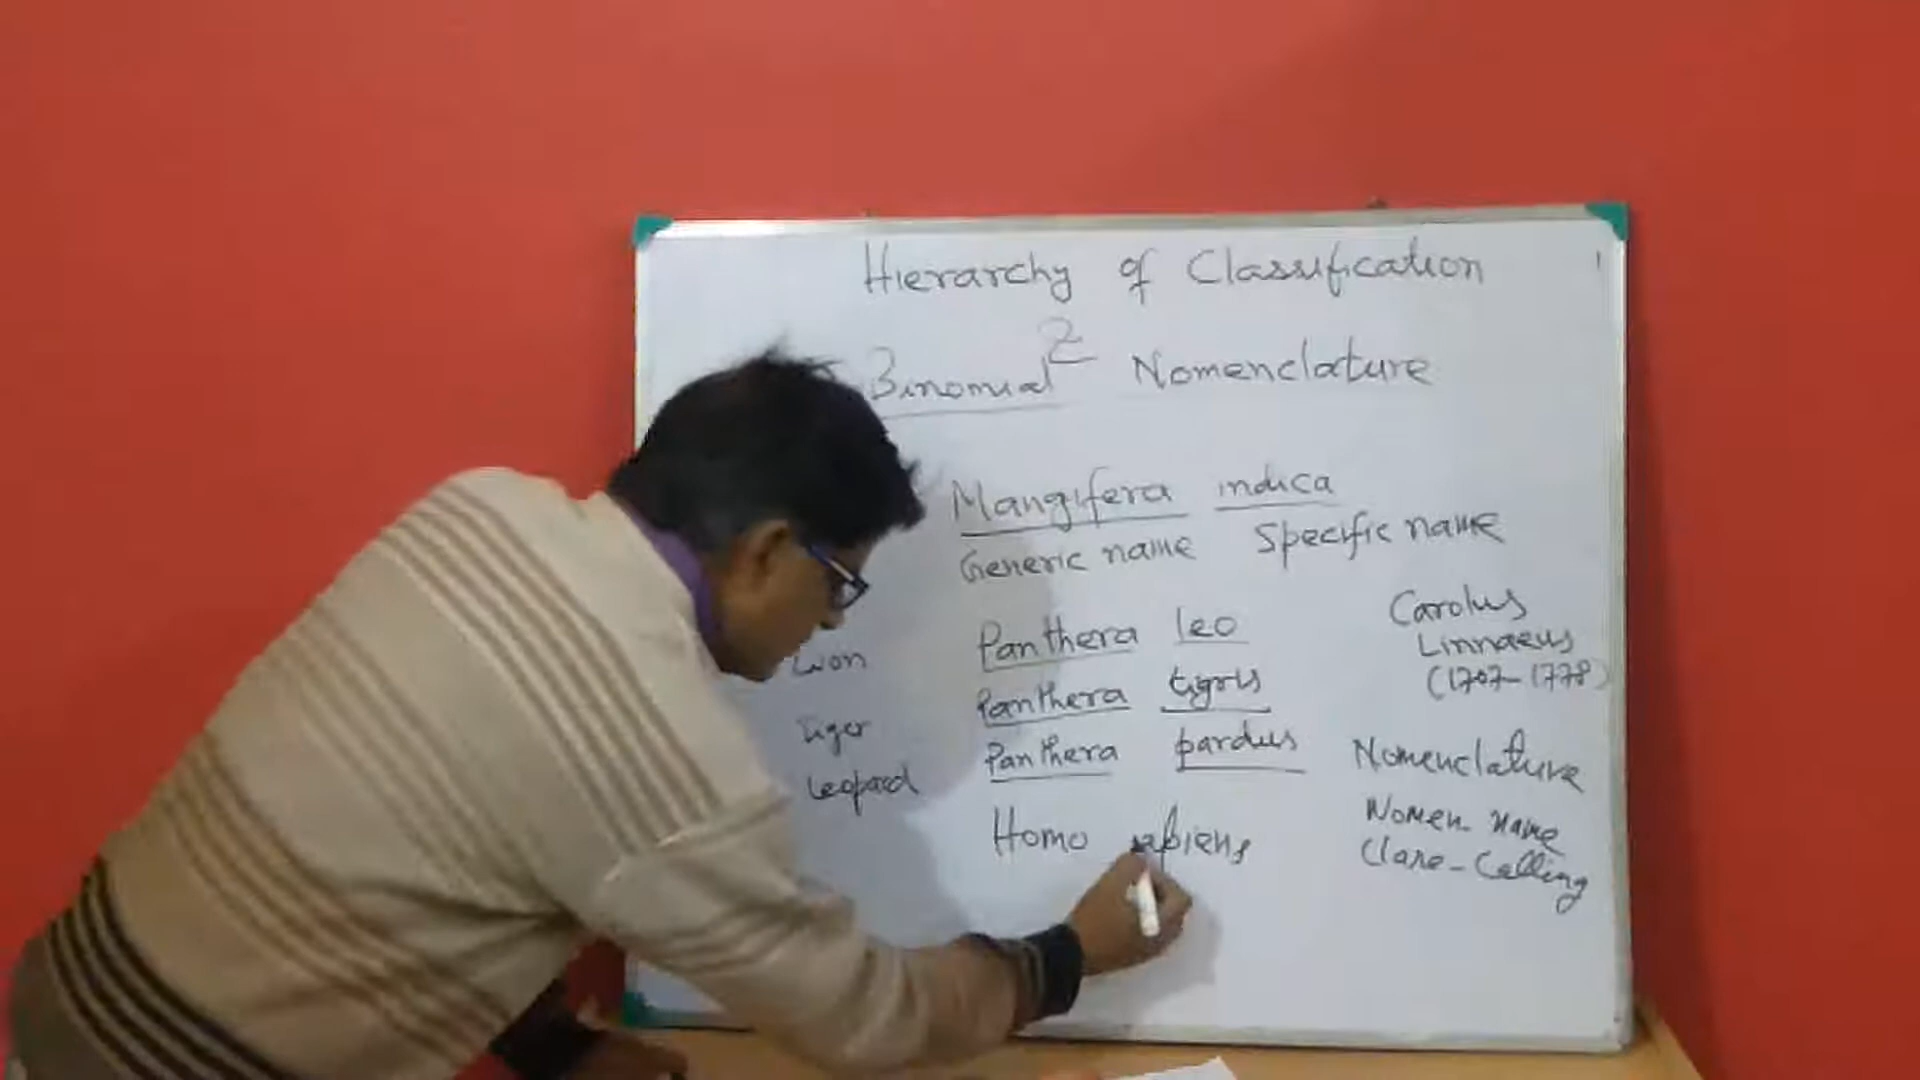 Hierarchy of Classification
2
Binomial Nomenclature
Mangifera indica
Generic name Specific name
Carolus
Linnaeus
(1707-1778)
Lion Panthera leo
Tiger Panthera tigris
Leopard Panthera pardus
Homo sapiens
Nomenclature
Nomen- name
Clare-Calling